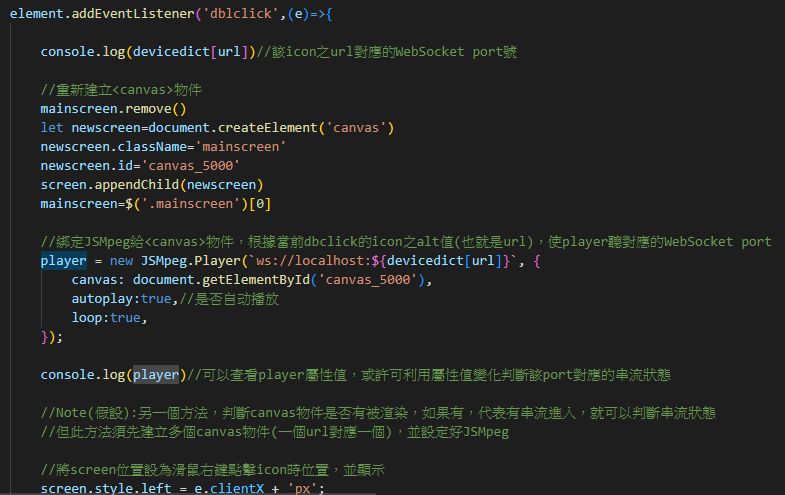 element.addEventListener('dblclick',(e)=>{
console.log(devicedict[url])//該icon之url對應的WebSocket port號
//重新建立<canvas>物件
mainscreen.remove()
let newscreen=document.createElement('canvas')
newscreen.className='mainscreen'
newscreen.id='canvas_5000'
screen.appendChild(newscreen)
mainscreen=$('.mainscreen')[0]
//綁定JSMpeg給<canvas>物件，根據當前dbclick的icon之alt值(也就是url)，使player聽對應的WebSocket port
player = new JSMpeg.Player(`ws://localhost:${devicedict[url]}`, {
canvas: document.getElementById('canvas_5000'),
autoplay:true,//是否自动播放
loop:true,
});
console.log(player)//可以查看player屬性值，或許可利用屬性值變化判斷該port對應的串流狀態
//Note(假設):另一個方法，判斷canvas物件是否有被渲染，如果有，代表有串流進入，就可以判斷串流狀態
//但此方法須先建立多個canvas物件(一個url對應一個)，並設定好JSMpeg
//將screen位置設為滑鼠右鍵點擊icon時位置，並顯示
screen.style.left = e.clientX + 'px';